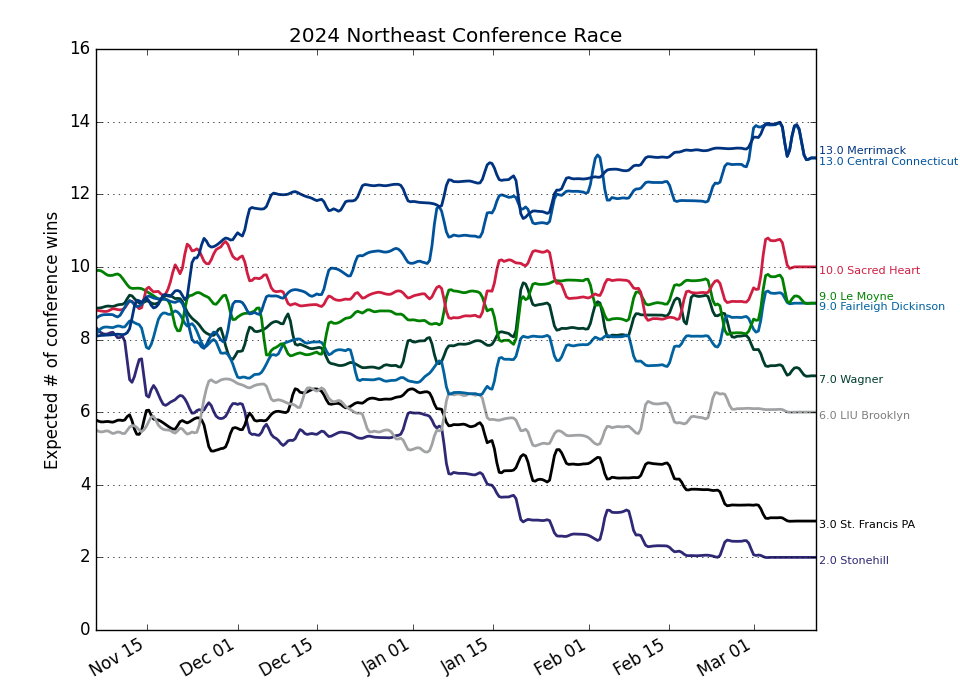 2024 Northeast Conference Race
Expected # of conference wins
16
14
12
10
8
6
4
2
0
13.0 Merrimack
13.0 Central Connecticut
10.0 Sacred Heart
9.0 Le Moyne
9.0 Fairleigh Dickinson
7.0 Wagner
6.0 LIU Brooklyn
3.0 St. Francis PA
2.0 Stonehill
Nov 15
Dec 01
Dec 15
Jan 01
Jan 15
Feb 01
Feb 15
Mar 01